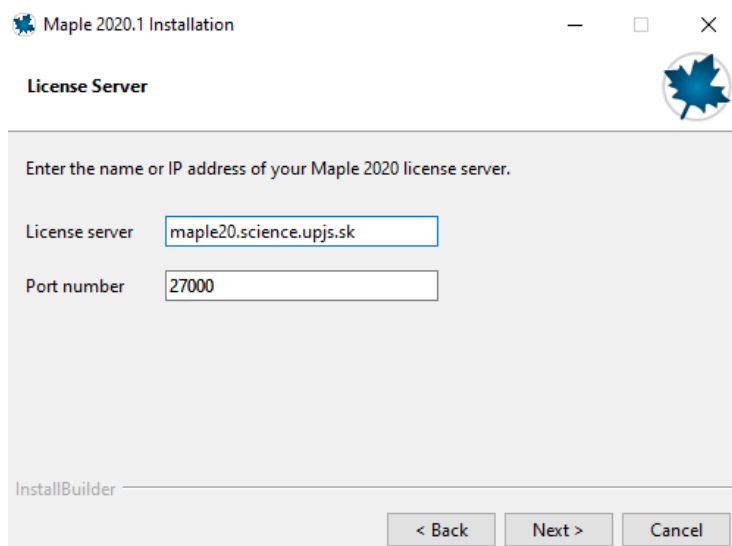 Maple 2020.1 Installation
License Server
Enter the name or IP address of your Maple 2020 license server.
License server maple20.science.upjs.sk
Port number 27000
InstallBuilder
< Back Next > Cancel